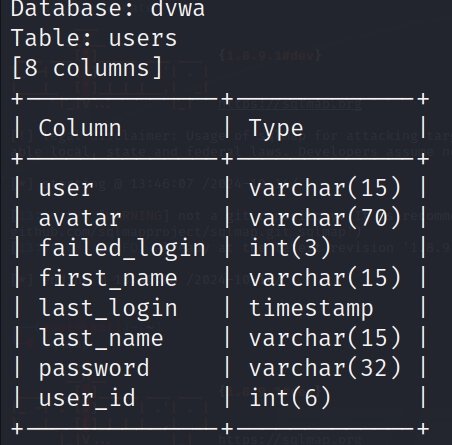 Database: dvwa
Table: users
[8 columns]
+--------------+-------------+
| Column | Type |
+--------------+-------------+
| user | varchar(15) |
| avatar | varchar(70) |
| failed_login | int(3) |
| first_name | varchar(15) |
| last_login | timestamp |
| last_name | varchar(15) |
| password | varchar(32) |
| user_id | int(6) |
+--------------+-------------+